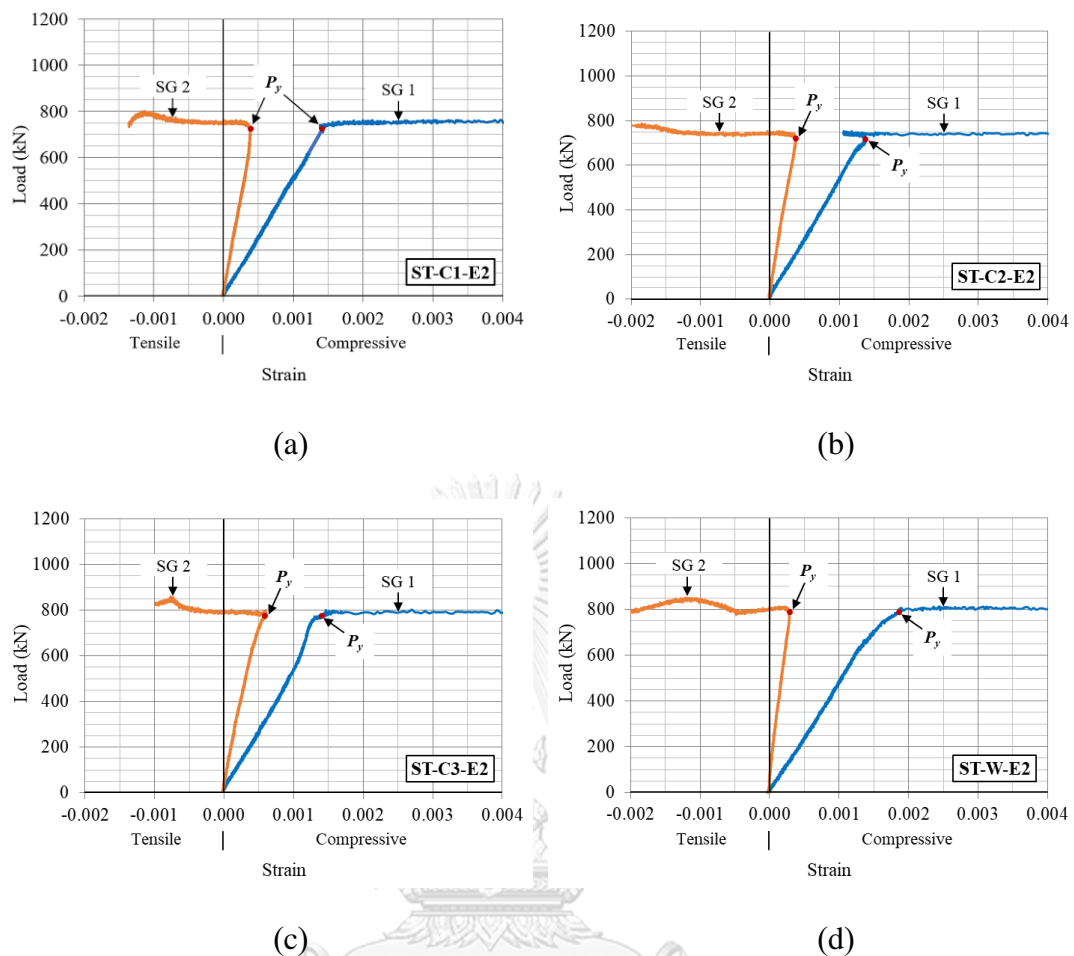 1200
1000
800
600
400
200
0
Load (kN)
SG 2
Py
SG 1
ST-C1-E2
-0.002 -0.001 0.000 0.001 0.002 0.003 0.004
Tensile | Compressive
Strain
(a)
1200
1000
800
600
400
200
0
Load (kN)
SG 2
Py
SG 1
Py
ST-C2-E2
-0.002 -0.001 0.000 0.001 0.002 0.003 0.004
Tensile | Compressive
Strain
(b)
1200
1000
800
600
400
200
0
Load (kN)
SG 2
Py
SG 1
Py
ST-C3-E2
-0.002 -0.001 0.000 0.001 0.002 0.003 0.004
Tensile | Compressive
Strain
(c)
1200
1000
800
600
400
200
0
Load (kN)
SG 2
Py
SG 1
Py
ST-W-E2
-0.002 -0.001 0.000 0.001 0.002 0.003 0.004
Tensile | Compressive
Strain
(d)